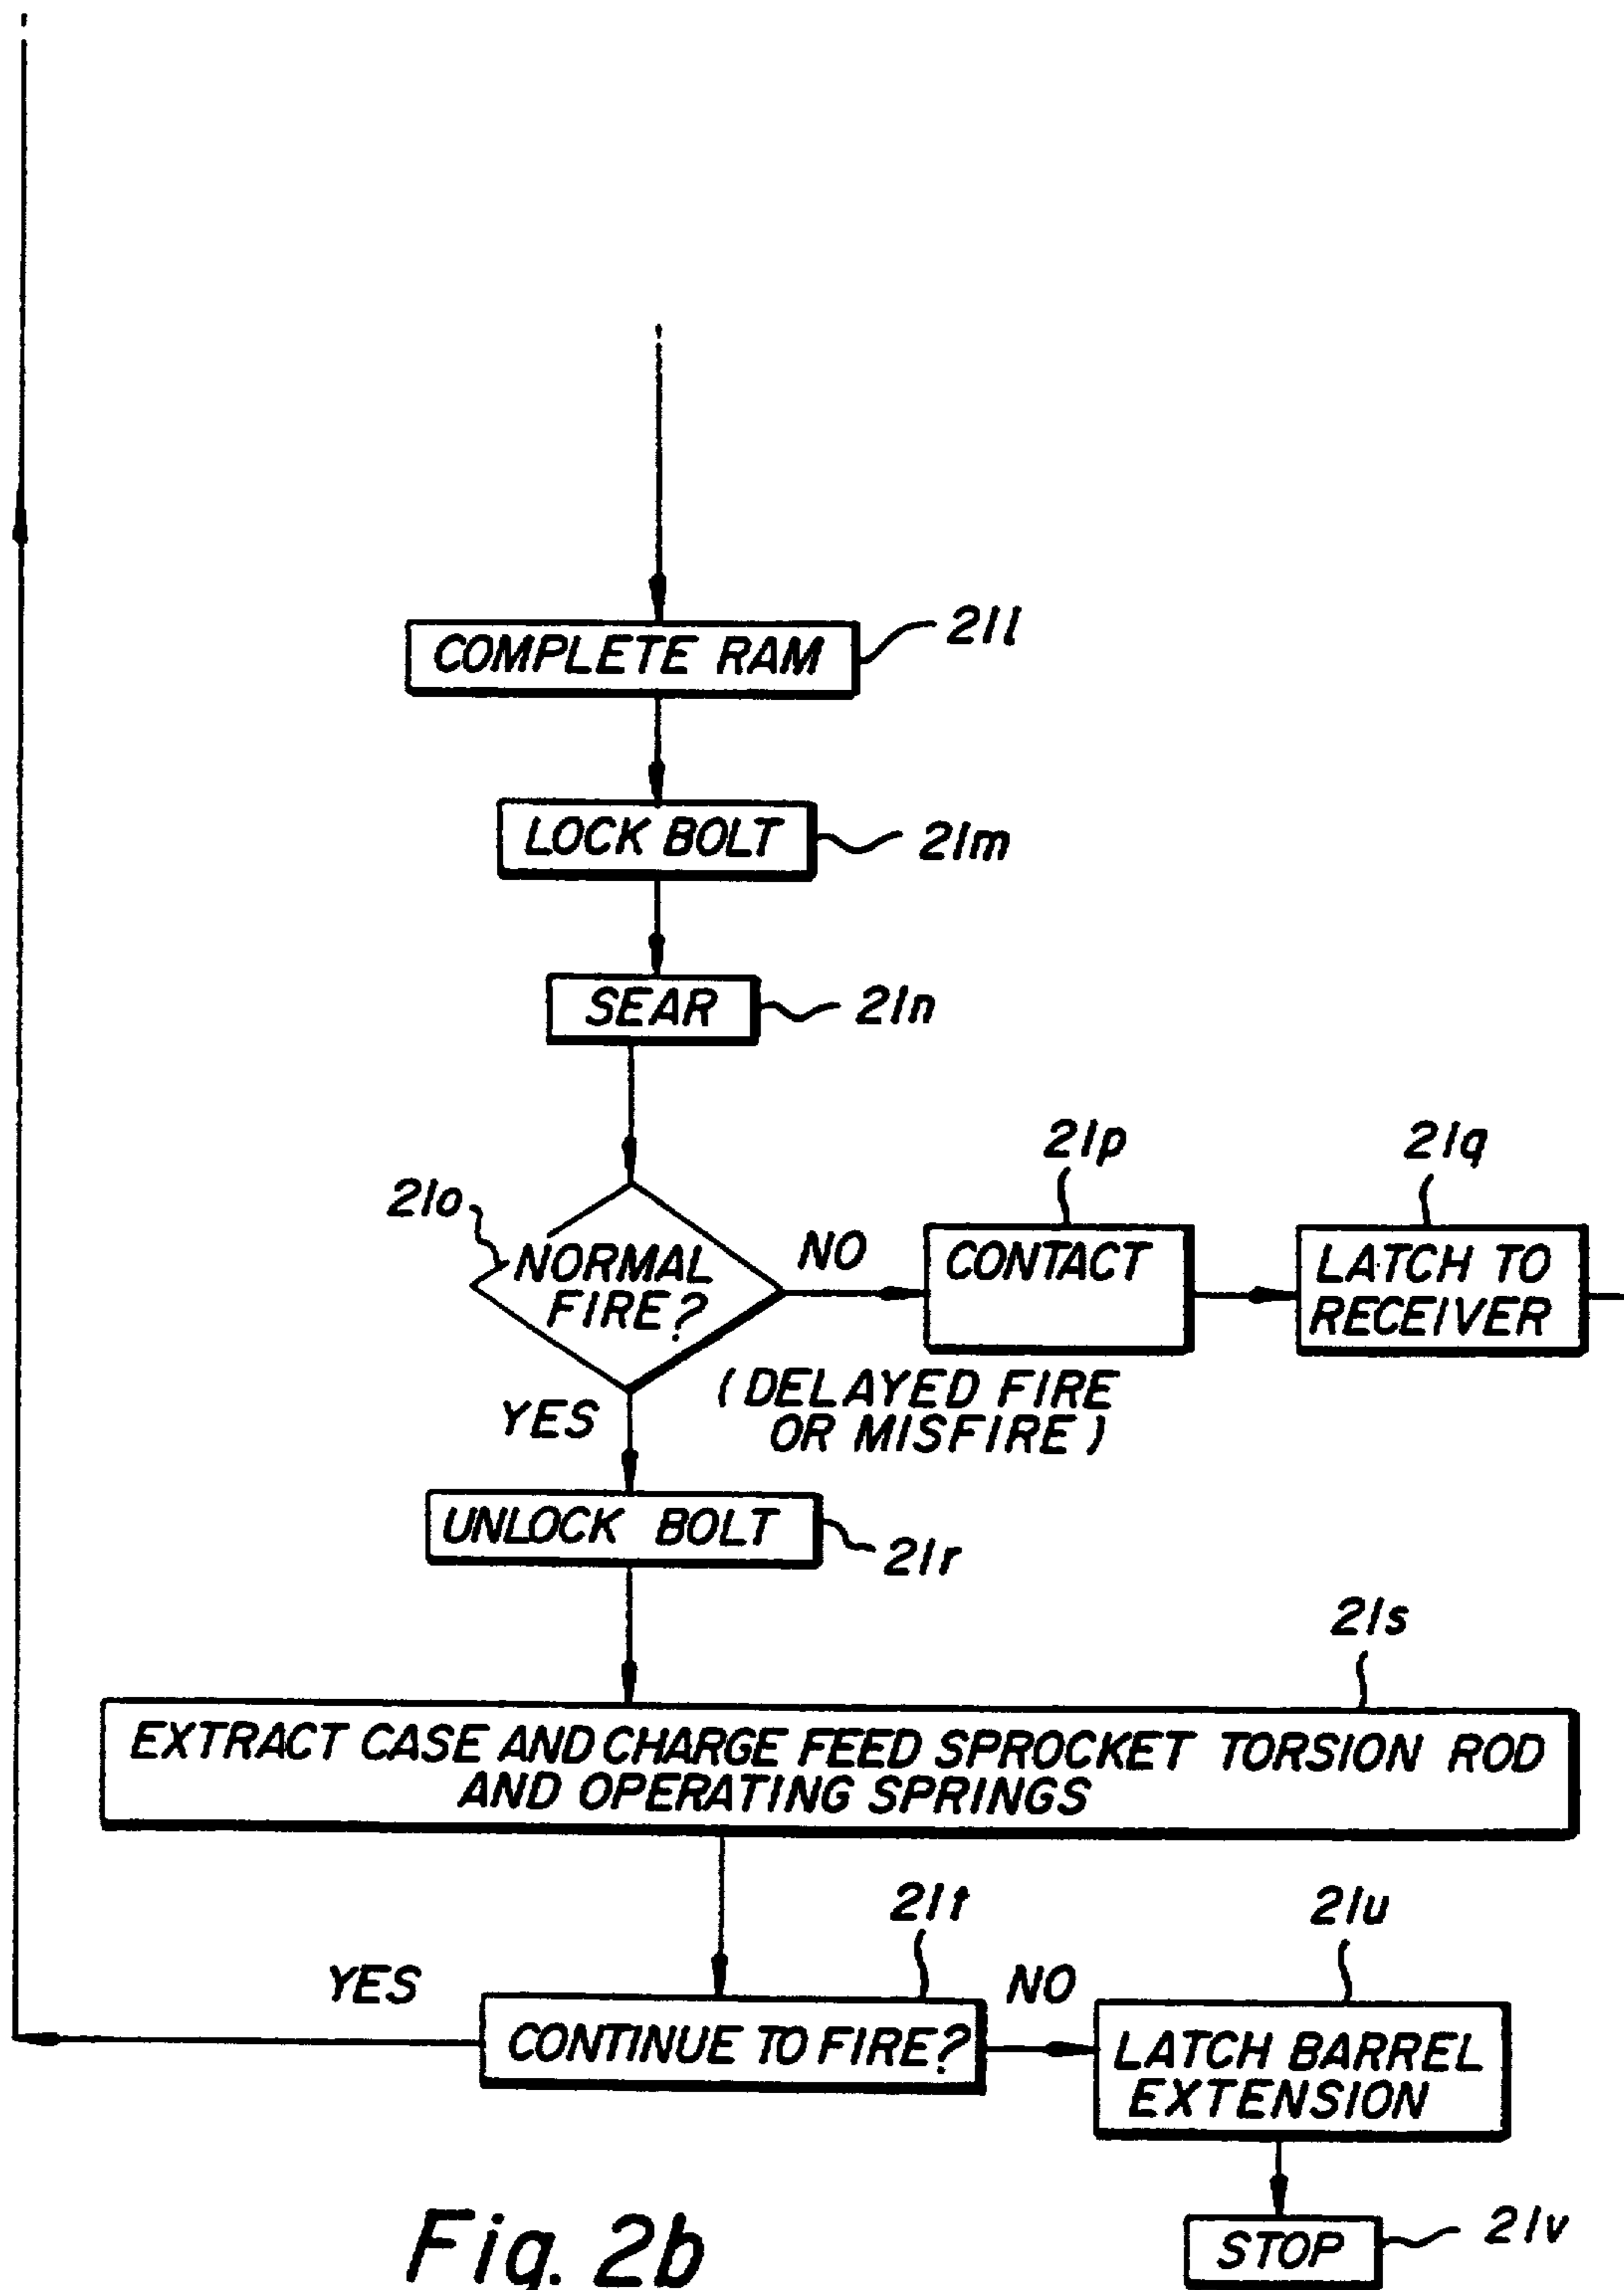 COMPLETE RAM
21l
LOCK BOLT
21m
SEAR
21n
21o
NORMAL
FIRE?
NO
21p
CONTACT
21q
LATCH TO
RECEIVER
(DELAYED FIRE
OR MISFIRE)
YES
UNLOCK BOLT
21r
21s
EXTRACT CASE AND CHARGE FEED SPROCKET TORSION ROD
AND OPERATING SPRINGS
YES
21t
CONTINUE TO FIRE?
NO
21u
LATCH BARREL
EXTENSION
STOP
21v
Fig. 2b